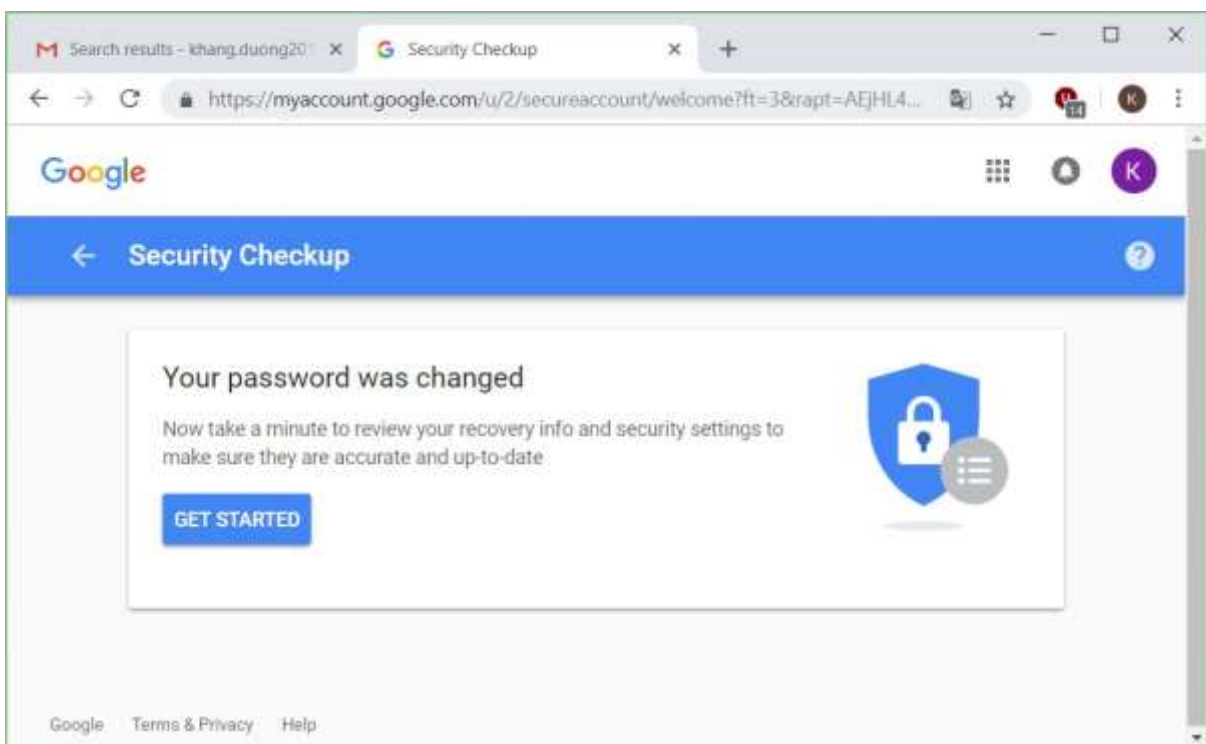 Search results - khang.duong201
Security Checkup
https://myaccount.google.com/u/2/secureaccount/welcome?ft=3&rapt=AEjHL4...
14
K
Google
K
Security Checkup
?
Your password was changed
Now take a minute to review your recovery info and security settings to
make sure they are accurate and up-to-date
GET STARTED
Google Terms & Privacy Help